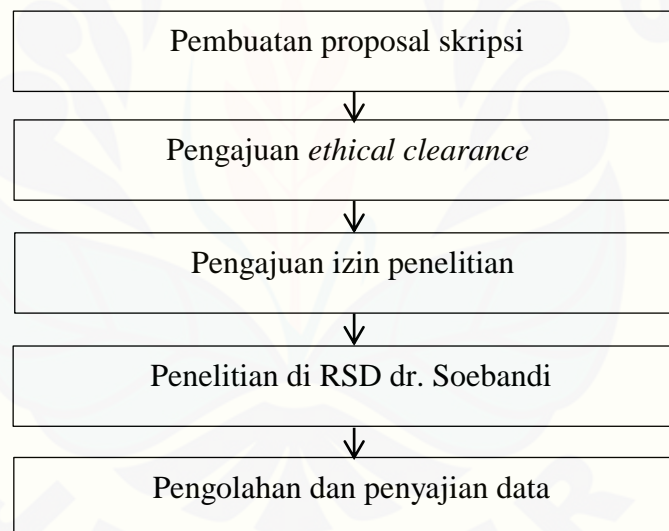 Pembuatan proposal skripsi
Pengajuan ethical clearance
Pengajuan izin penelitian
Penelitian di RSD dr. Soebandi
Pengolahan dan penyajian data